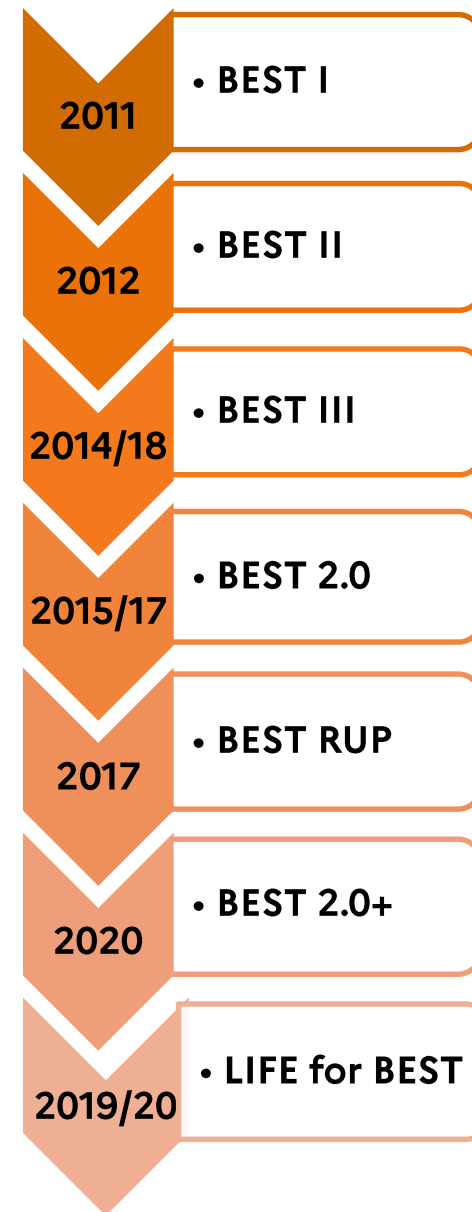 2011
• BEST I
2012
• BEST II
2014/18
• BEST III
2015/17
• BEST 2.0
2017
• BEST RUP
2020
• BEST 2.0+
2019/20
• LIFE for BEST